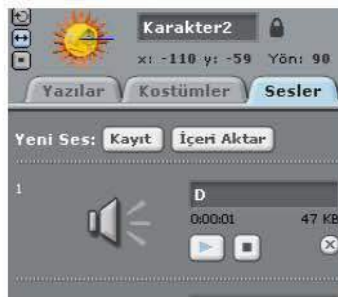 Karakter2
x: -110 y: -59 Yön: 90
Yazılar Kostümler Sesler
Yeni Ses: Kayıt İçeri Aktar
1
D
0:00:01 47 KB